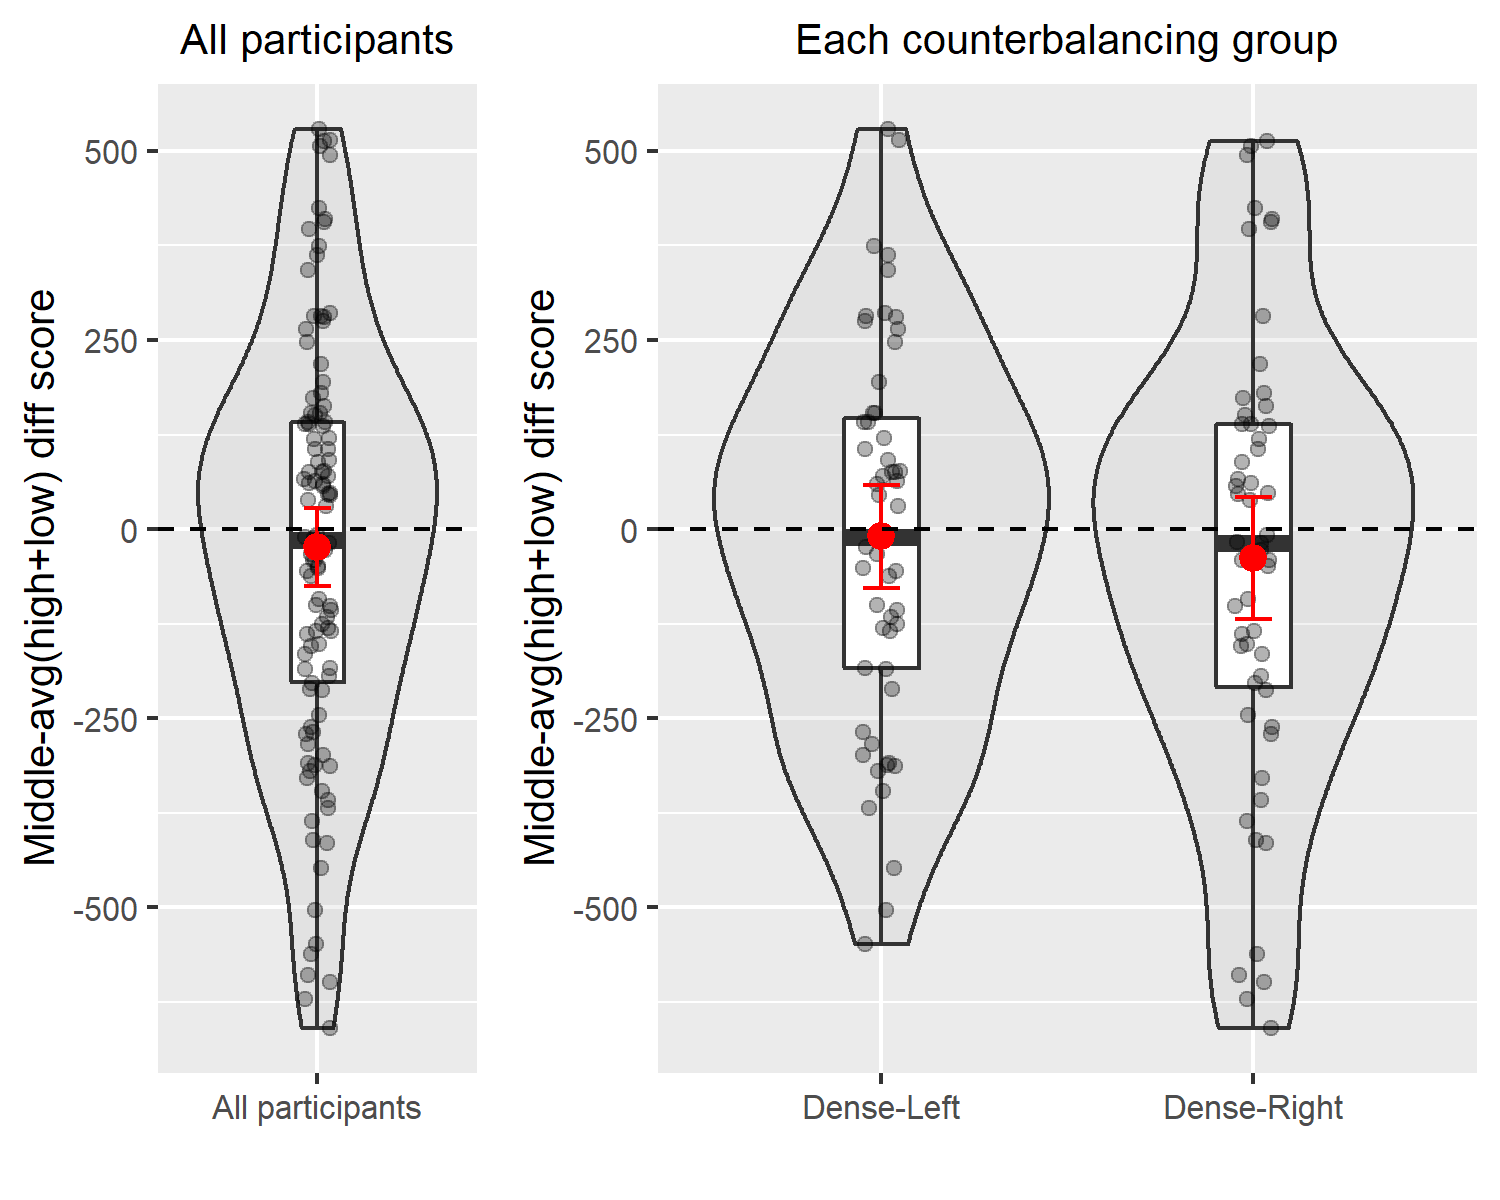 All participants
Each counterbalancing group
Middle-avg(high+low) diff score
500
250
0
-250
-500
All participants
Middle-avg(high+low) diff score
500
250
0
-250
-500
Dense-Left
Dense-Right